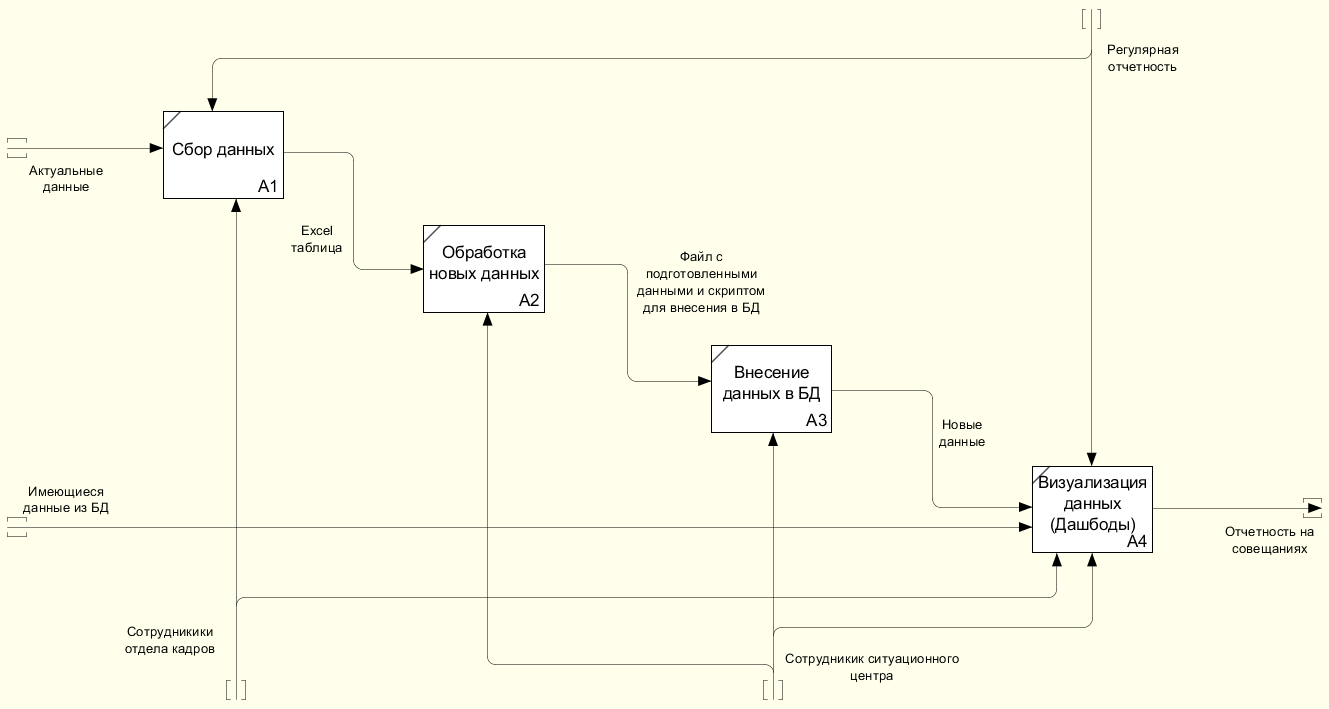 Регулярная
отчетность
Сбор данных
A1
Актуальные
данные
Excel
таблица
Обработка
новых данных
A2
Файл с
подготовленными
данными и скриптом
для внесения в БД
Внесение
данных в БД
A3
Новые
данные
Имеющиеся
данные из БД
Визуализация
данных
(Дашбоды)
A4
Отчетность на
совещаниях
Сотрудникики
отдела кадров
Сотрудникик ситуационного
центра